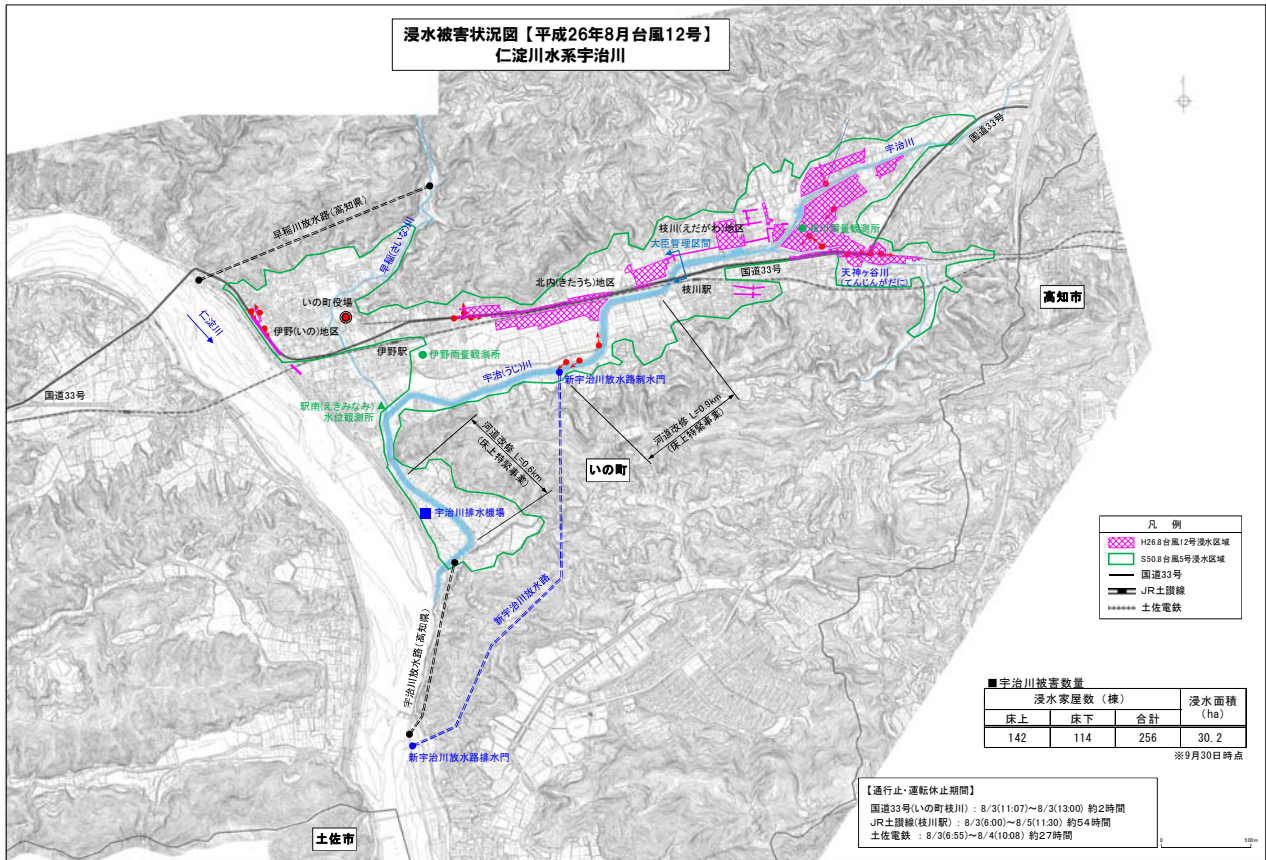 浸水被害状況図【平成26年8月台風12号】
仁淀川水系宇治川
国道33号
宇治川
早稲川放水路(高知県)
早稲(さいな)川
枝川(えだがわ)地区
枝川雨量観測所
大臣管理区間
国道33号
天神ヶ谷川
(てんじんがだに)
北内(きたうち)地区
枝川駅
高知市
いの町役場
仁淀川
伊野(いの)地区
伊野駅
伊野雨量観測所
宇治(うじ)川
新宇治川放水路制水門
国道33号
駅南(えきみなみ)
水位観測所
河道改修 L=0.9km
(床上特緊事業)
河道改修 L=0.6km
(床上特緊事業)
いの町
宇治川排水機場
新宇治川放水路
宇治川放水路(高知県)
新宇治川放水路排水門
土佐市
凡 例
H26.8台風12号浸水区域
S50.8台風5号浸水区域
国道33号
JR土讃線
土佐電鉄
■宇治川被害数量
浸水家屋数(棟) 浸水面積
(ha)
床上 床下 合計
142 114 256 30.2
※9月30日時点
【通行止・運転休止期間】
国道33号(いの町枝川) : 8/3(11:07)~8/3(13:00) 約2時間
JR土讃線(枝川駅) : 8/3(6:00)~8/5(11:30) 約54時間
土佐電鉄 : 8/3(6:55)~8/4(10:08) 約27時間
0 500m